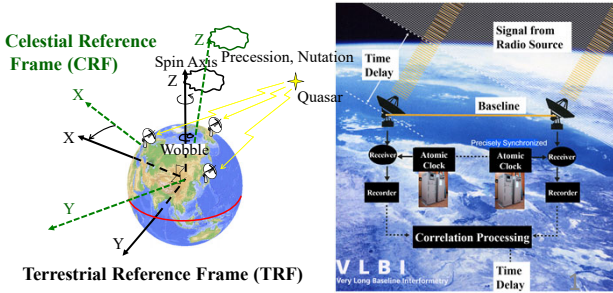 Celestial Reference
Frame (CRF)
Z
Precession, Nutation
Spin Axis
Z
Quasar
X
X
Wobble
Y
Y
Terrestrial Reference Frame (TRF)
Signal from
Radio Source
Time
Delay
Baseline
Precisely Synchronized
Receiver
Atomic
Clock
Atomic
Clock
Receiver
Recorder
Recorder
Correlation Processing
VLBI
Very Long Baseline Interferometry
Time
Delay